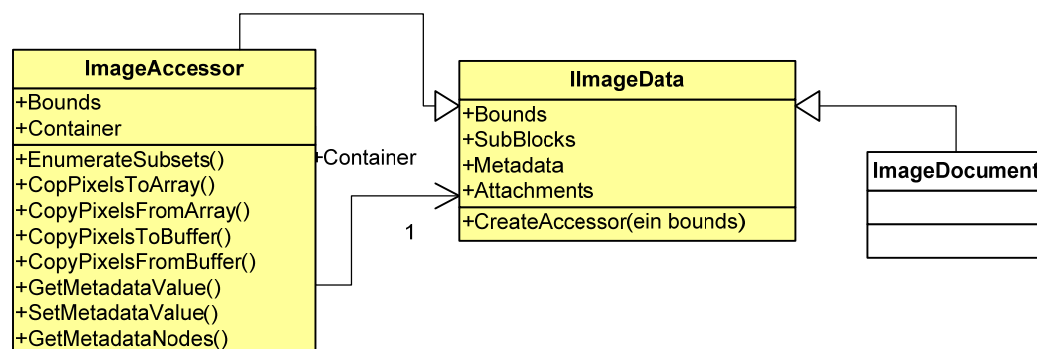 ImageAccessor
+Bounds
+Container
+EnumerateSubsets()
+CopPixelsToArray()
+CopyPixelsFromArray()
+CopyPixelsToBuffer()
+CopyPixelsFromBuffer()
+GetMetadataValue()
+SetMetadataValue()
+GetMetadataNodes()
+Container
1
IImageData
+Bounds
+SubBlocks
+Metadata
+Attachments
+CreateAccessor(ein bounds)
ImageDocument